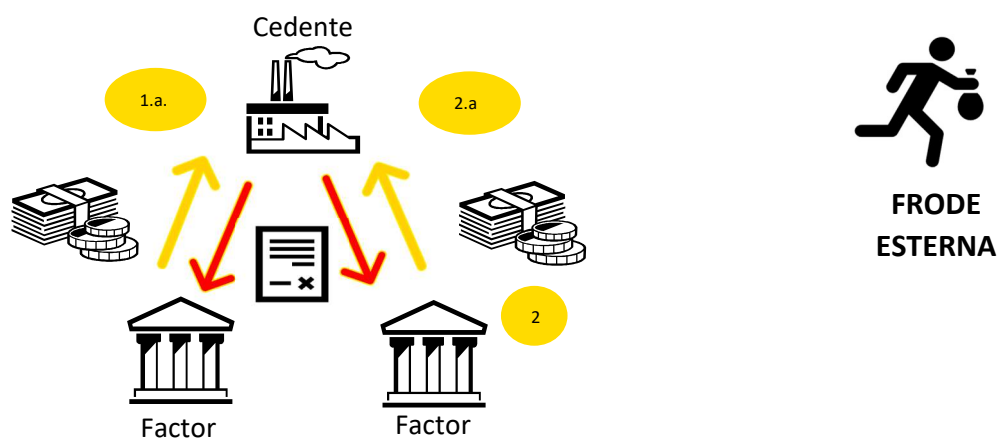 Cedente
1.a.
2.a
FRODE
ESTERNA
2
Factor
Factor